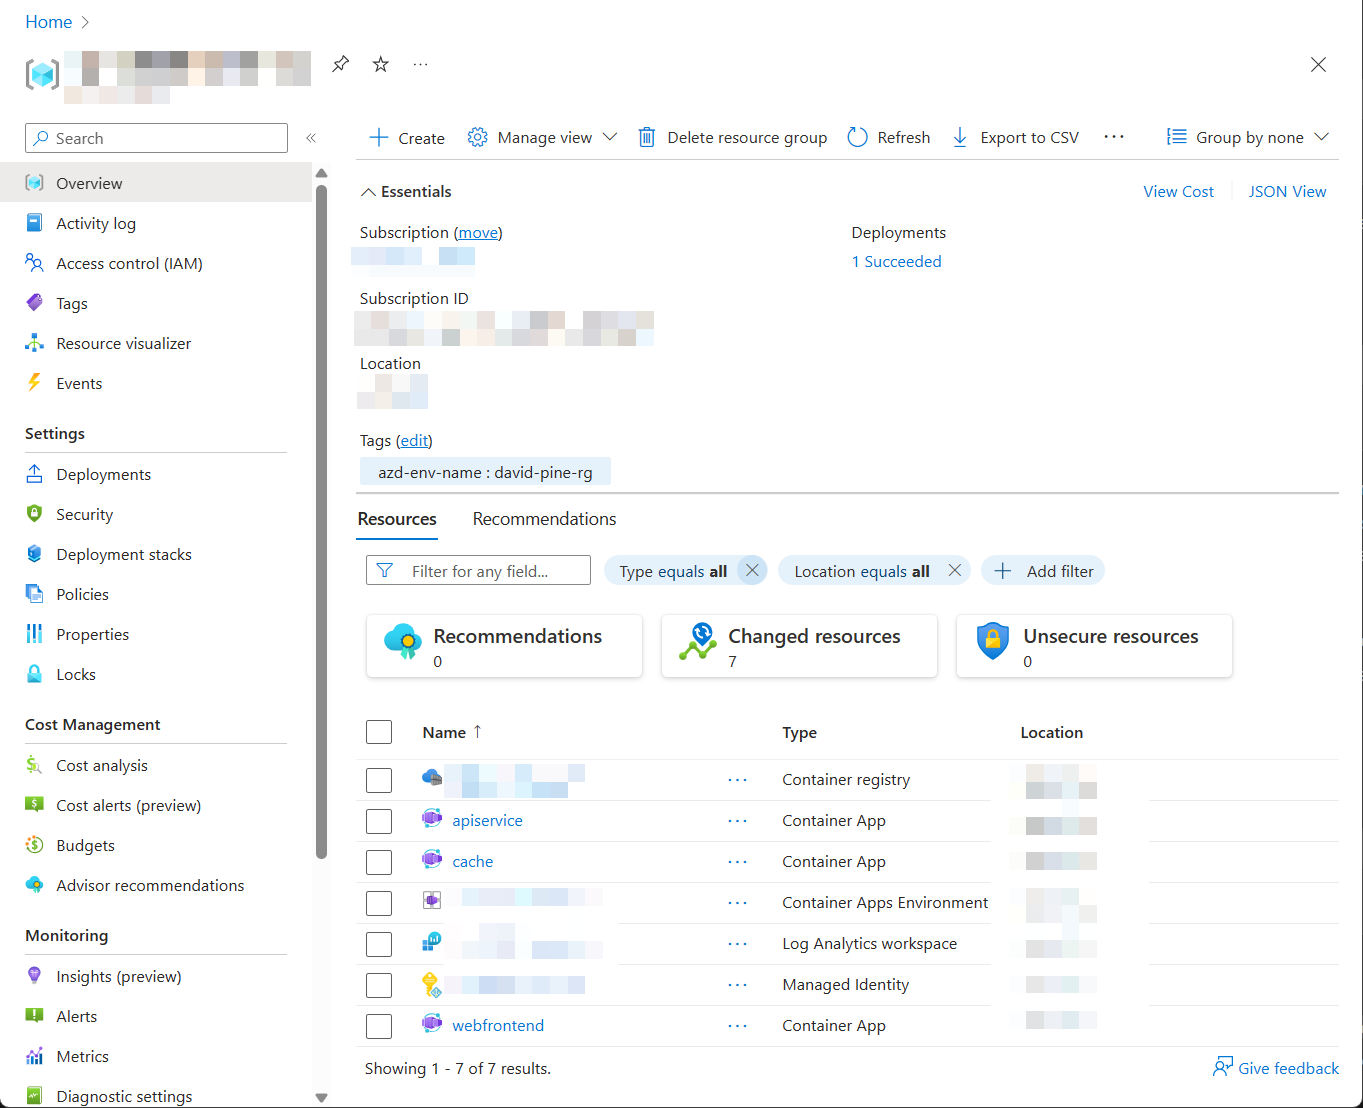 Home
Search
Create
Manage view
Delete resource group
Refresh
Export to CSV
Group by none
Overview
Activity log
Access control (IAM)
Tags
Resource visualizer
Events
Settings
Deployments
Security
Deployment stacks
Policies
Properties
Locks
Cost Management
Cost analysis
Cost alerts (preview)
Budgets
Advisor recommendations
Monitoring
Insights (preview)
Alerts
Metrics
Diagnostic settings
Essentials
View Cost
JSON View
Subscription (move)
Deployments
1 Succeeded
Subscription ID
Location
Tags (edit)
azd-env-name : david-pine-rg
Resources
Recommendations
Filter for any field...
Type equals all
Location equals all
Add filter
Recommendations
0
Changed resources
7
Unsecure resources
0
Name ↑ Type Location
Container registry
apiservice ··· Container App
cache ··· Container App
Container Apps Environment
Log Analytics workspace
Managed Identity
webfrontend ··· Container App
Showing 1 - 7 of 7 results.
Give feedback